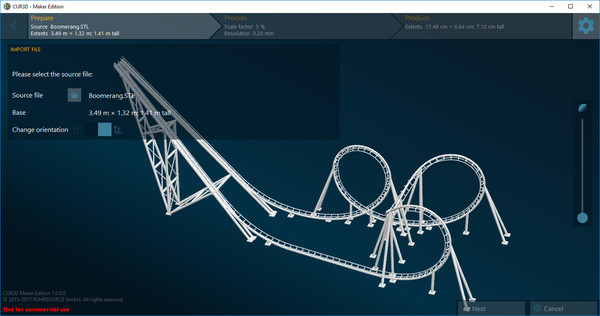 CUR3D - Maker Edition
Prepare
Source Boomerang.STL
Extents 3.49 m × 1.32 m; 1.41 m tall
Process
Scale factor 5 %
Resolution 0.20 mm
Produce
Extents 17.49 cm × 6.64 cm; 7.10 cm tall
IMPORT FILE
Please select the source file:
Source file Boomerang.STL
Base 3.49 m × 1.32 m; 1.41 m tall
Change orientation
CUR3D Maker Edition 1.0.0.0
© 2015-2017 RUHRSOURCE GmbH. All rights reserved.
Not for commercial use
Next
Cancel